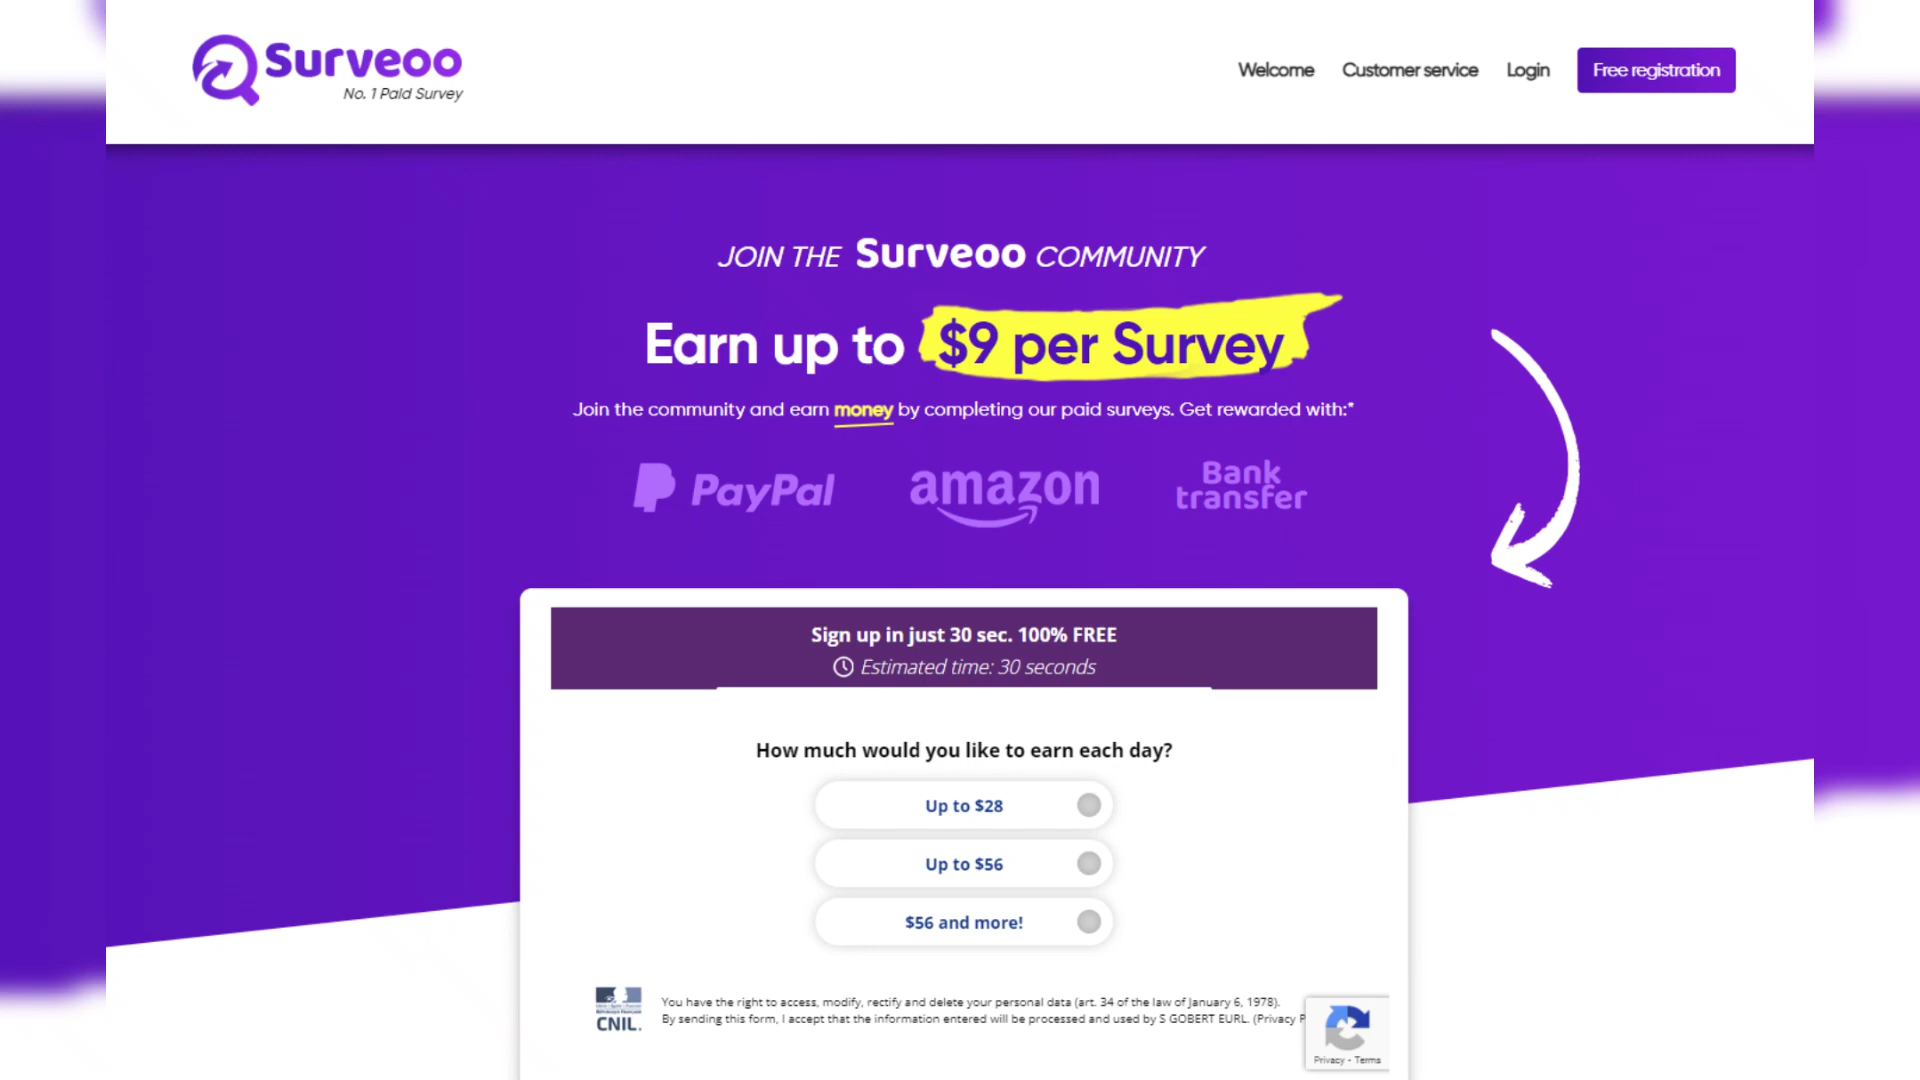 Surveoo
No. 1 Paid Survey
Welcome
Customer service
Login
Free registration
JOIN THE Surveoo COMMUNITY
Earn up to $9 per Survey
Join the community and earn money by completing our paid surveys. Get rewarded with:*
PayPal
amazon
Bank
transfer
Sign up in just 30 sec. 100% FREE
Estimated time: 30 seconds
How much would you like to earn each day?
Up to $28
Up to $56
$56 and more!
CNIL.
You have the right to access, modify, rectify and delete your personal data (art. 34 of the law of January 6, 1978).
By sending this form, I accept that the information entered will be processed and used by S GOBERT EURL. (Privacy P
Privacy - Terms